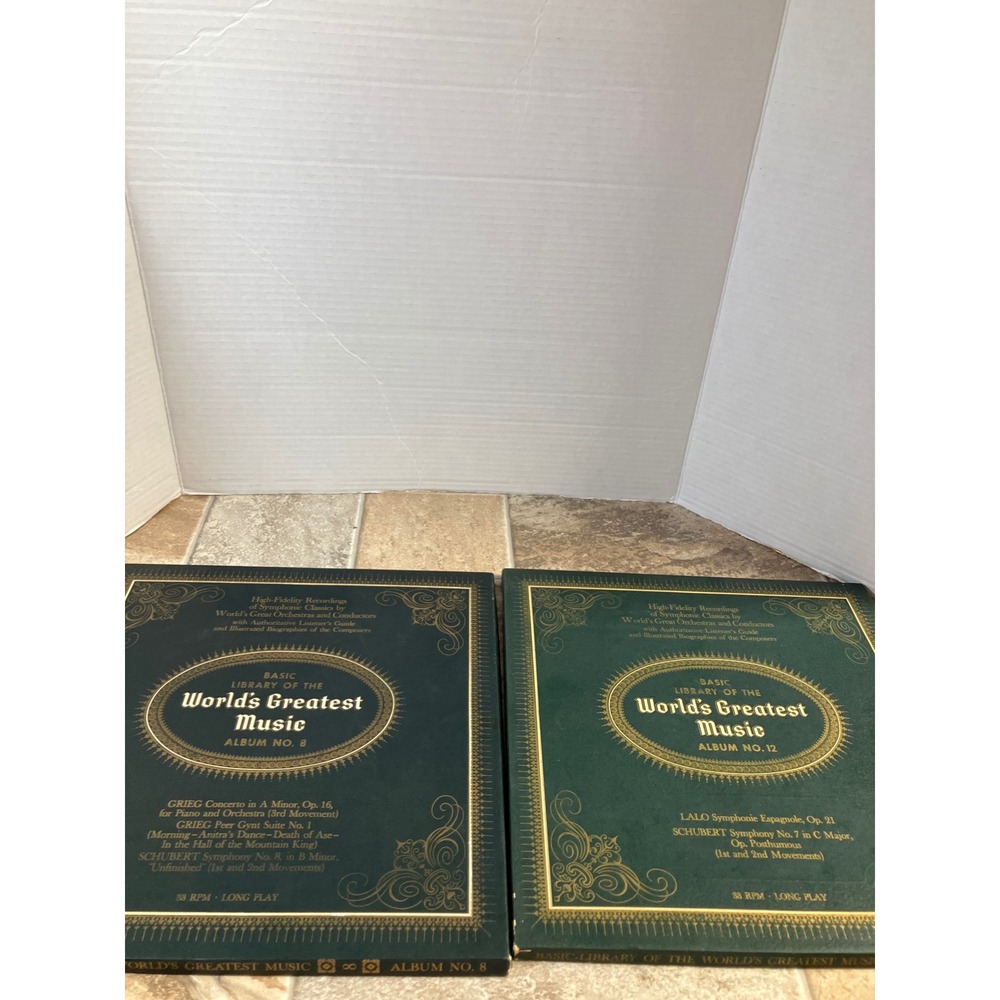 High-Fidelity Recordings
of Symphonic Classics by
World's Great Orchestras and Conductors
with Authoritative Listener's Guide
and Illustrated Biographies of the Composers
BASIC
LIBRARY OF THE
World's Greatest
Music
ALBUM NO. 8
GRIEG Concerto in A Minor, Op. 16,
for Piano and Orchestra (3rd Movement)
GRIEG Peer Gynt Suite No. 1
(Morning–Anitra's Dance–Death of Ase–
In the Hall of the Mountain King)
SCHUBERT Symphony No. 8, in B Minor,
"Unfinished" (1st and 2nd Movements)
33 RPM · LONG PLAY
WORLD'S GREATEST MUSIC 8 ALBUM NO. 8
High-Fidelity Recordings
of Symphonic Classics by
World's Great Orchestras and Conductors
with Authoritative Listener's Guide
and Illustrated Biographies of the Composers
BASIC
LIBRARY OF THE
World's Greatest
Music
ALBUM NO. 12
LALO Symphonie Espagnole, Op. 21
SCHUBERT Symphony No. 7 in C Major,
Op. Posthumous
(1st and 2nd Movements)
33 RPM · LONG PLAY
BASIC LIBRARY OF THE WORLD'S GREATEST MUSIC